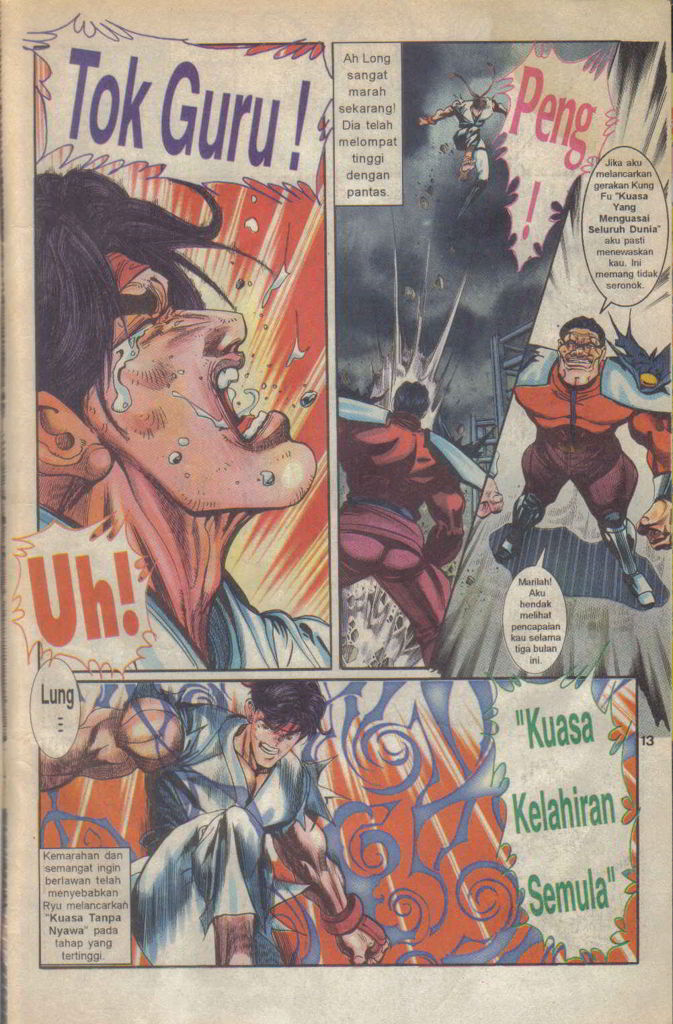 Tok Guru !
Ah Long
sangat
marah
sekarang!
Dia telah
melompat
tinggi
dengan
pantas.
Peng
!
Jika aku
melancarkan
gerakan Kung
Fu "Kuasa
Yang
Menguasai
Seluruh Dunia"
aku pasti
menewaskan
kau. Ini
memang tidak
seronok.
Uh!
Marilah!
Aku
hendak
melihat
pencapaian
kau selama
tiga bulan
ini.
Lung
...
!
13
"Kuasa
Kelahiran
Semula"
Kemarahan dan
semangat ingin
berlawan telah
menyebabkan
Ryu melancarkan
"Kuasa Tanpa
Nyawa" pada
tahap yang
tertinggi.